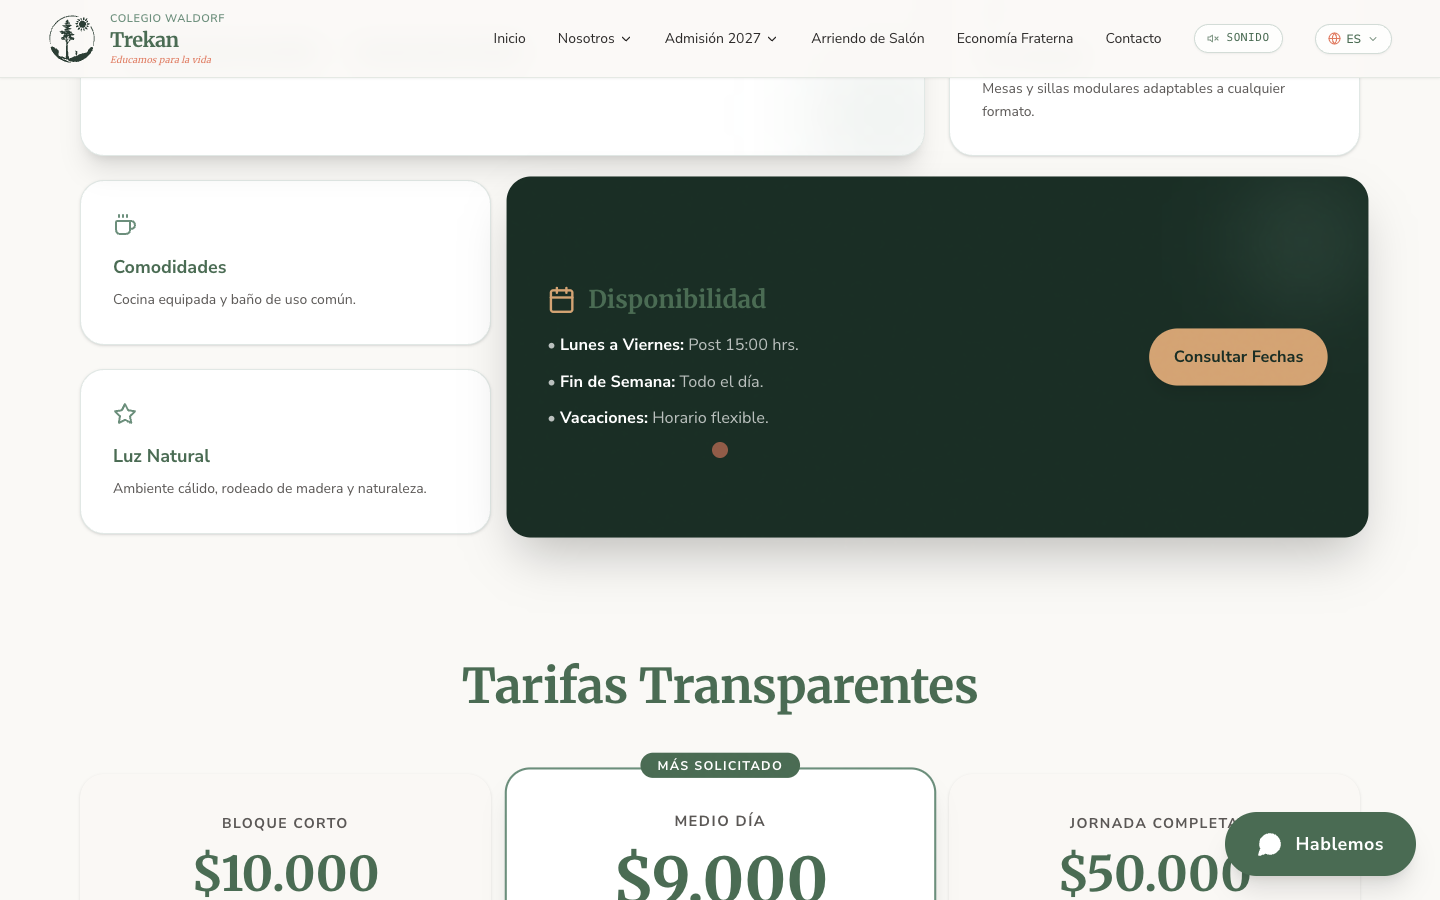 COLEGIO WALDORF
Trekan
Educamos para la vida
Inicio
Nosotros
Admisión 2027
Arriendo de Salón
Economía Fraterna
Contacto
SONIDO
ES
Mesas y sillas modulares adaptables a cualquier
formato.
Comodidades
Cocina equipada y baño de uso común.
Disponibilidad
• Lunes a Viernes: Post 15:00 hrs.
• Fin de Semana: Todo el día.
• Vacaciones: Horario flexible.
Consultar Fechas
Luz Natural
Ambiente cálido, rodeado de madera y naturaleza.
Tarifas Transparentes
BLOQUE CORTO
$10.000
MÁS SOLICITADO
MEDIO DÍA
$9.000
JORNADA COMPLETA
$50.000
Hablemos